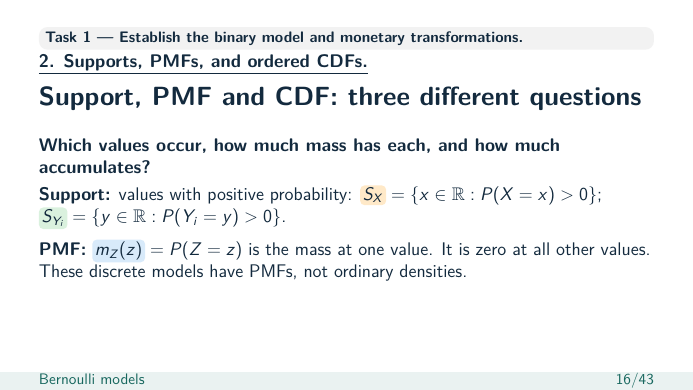 Task 1 — Establish the binary model and monetary transformations.
2. Supports, PMFs, and ordered CDFs.
Support, PMF and CDF: three different questions
Which values occur, how much mass has each, and how much
accumulates?
Support: values with positive probability: S_X = {x ∈ ℝ : P(X = x) > 0};
S_{Y_i} = {y ∈ ℝ : P(Y_i = y) > 0}.
PMF: m_Z(z) = P(Z = z) is the mass at one value. It is zero at all other values.
These discrete models have PMFs, not ordinary densities.
Bernoulli models 16/43